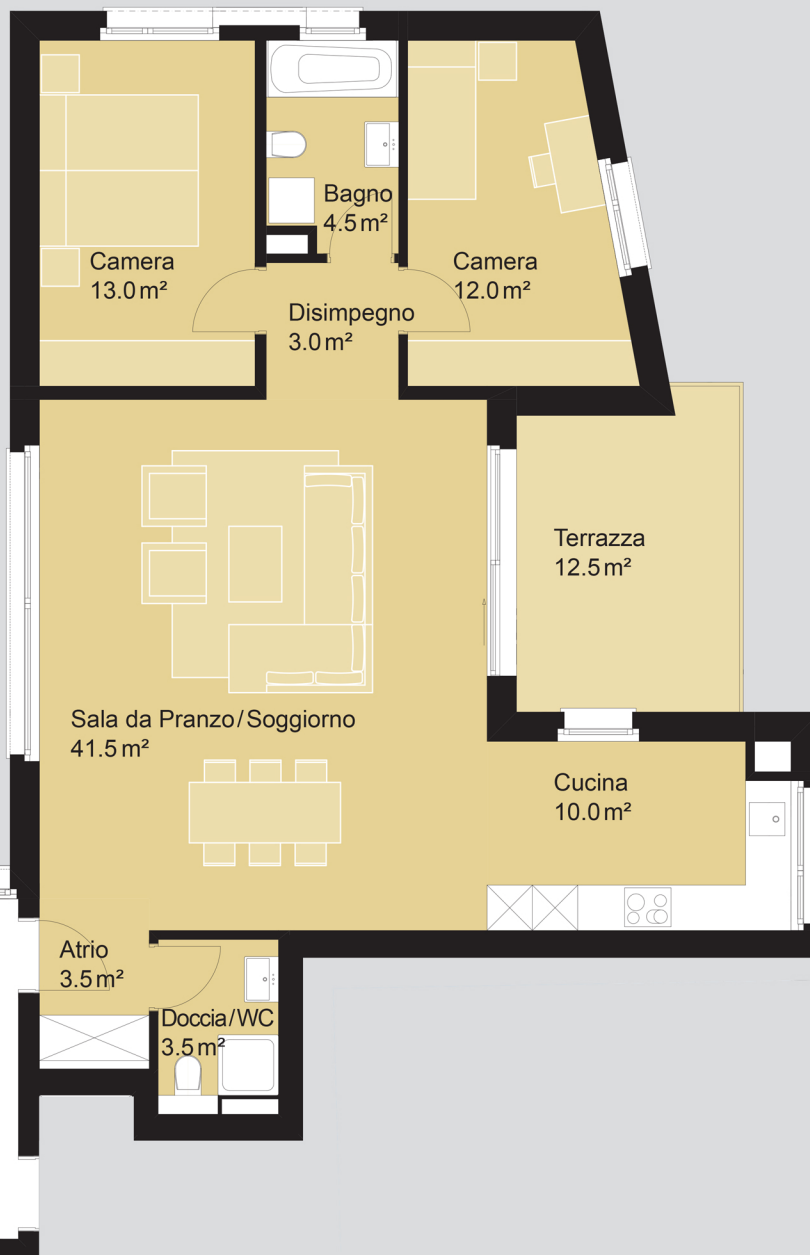 Bagno
4.5 m²
Camera
13.0 m²
Camera
12.0 m²
Disimpegno
3.0 m²
Terrazza
12.5 m²
Sala da Pranzo/Soggiorno
41.5 m²
Cucina
10.0 m²
Atrio
3.5 m²
Doccia/WC
3.5 m²